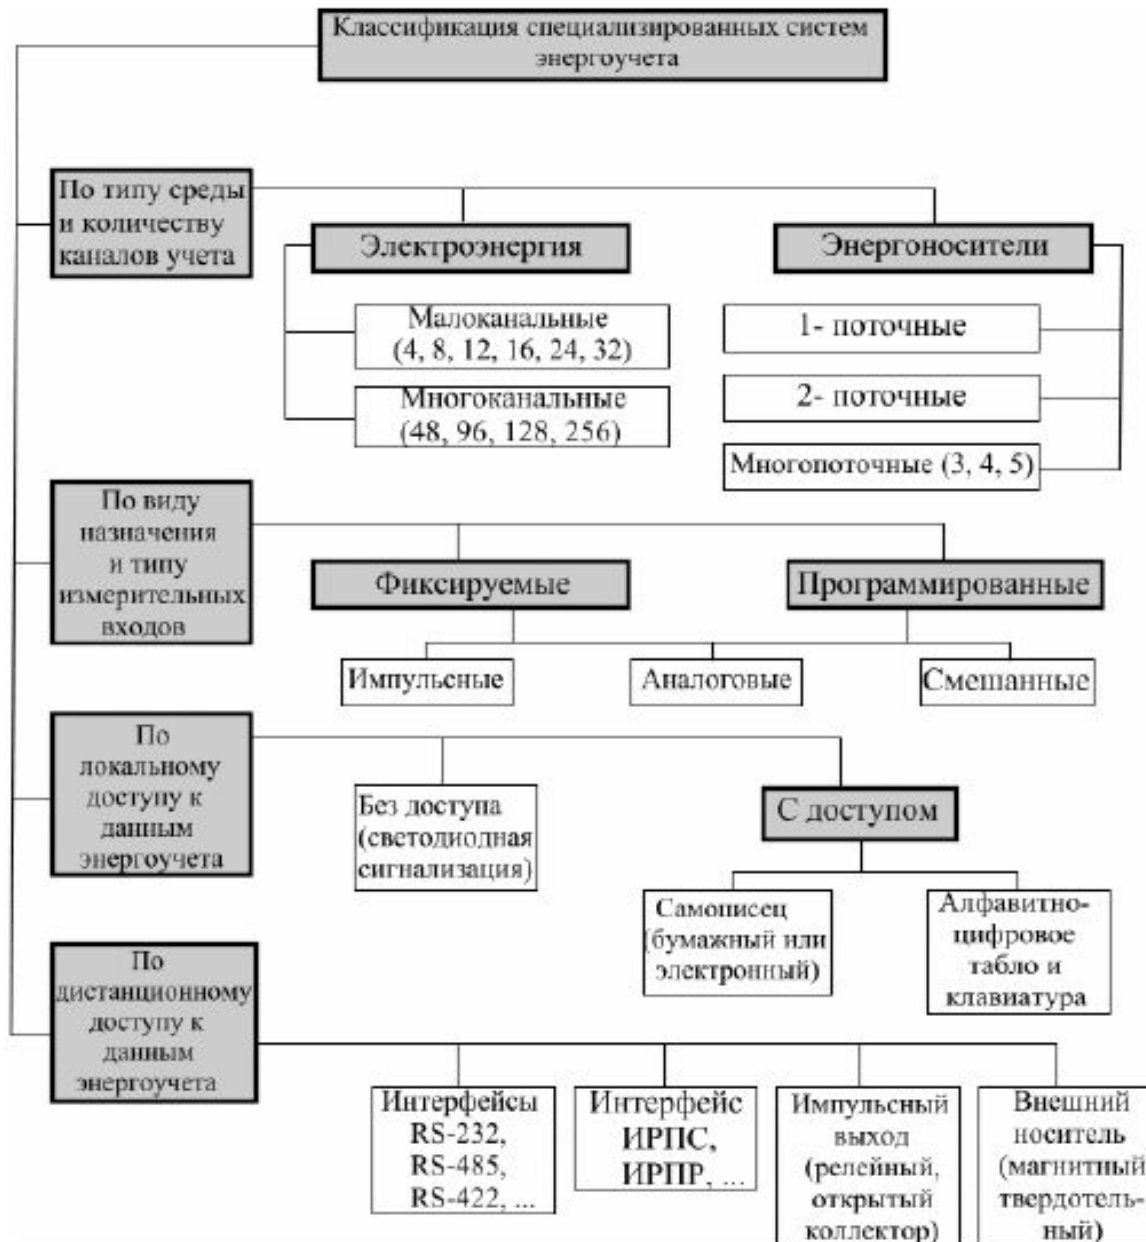 Классификация специализированных систем
энергоучета
По типу среды
и количеству
каналов учета
Электроэнергия
Энергоносители
Малоканальные
(4, 8, 12, 16, 24, 32)
1- поточные
Многоканальные
(48, 96, 128, 256)
2- поточные
Многопоточные (3, 4, 5)
По виду
назначения
и типу
измерительных
входов
Фиксируемые
Программированные
Импульсные
Аналоговые
Смешанные
По
локальному
доступу к
данным
энергоучета
Без доступа
(светодиодная
сигнализация)
С доступом
Самописец
(бумажный или
электронный)
Алфавитно-
цифровое
табло и
клавиатура
По
дистанционному
доступу к
данным
энергоучета
Интерфейсы
RS-232,
RS-485,
RS-422, ...
Интерфейс
ИРПС,
ИРПР, ...
Импульсный
выход
(релейный,
открытый
коллектор)
Внешний
носитель
(магнитный
твердотель-
ный)